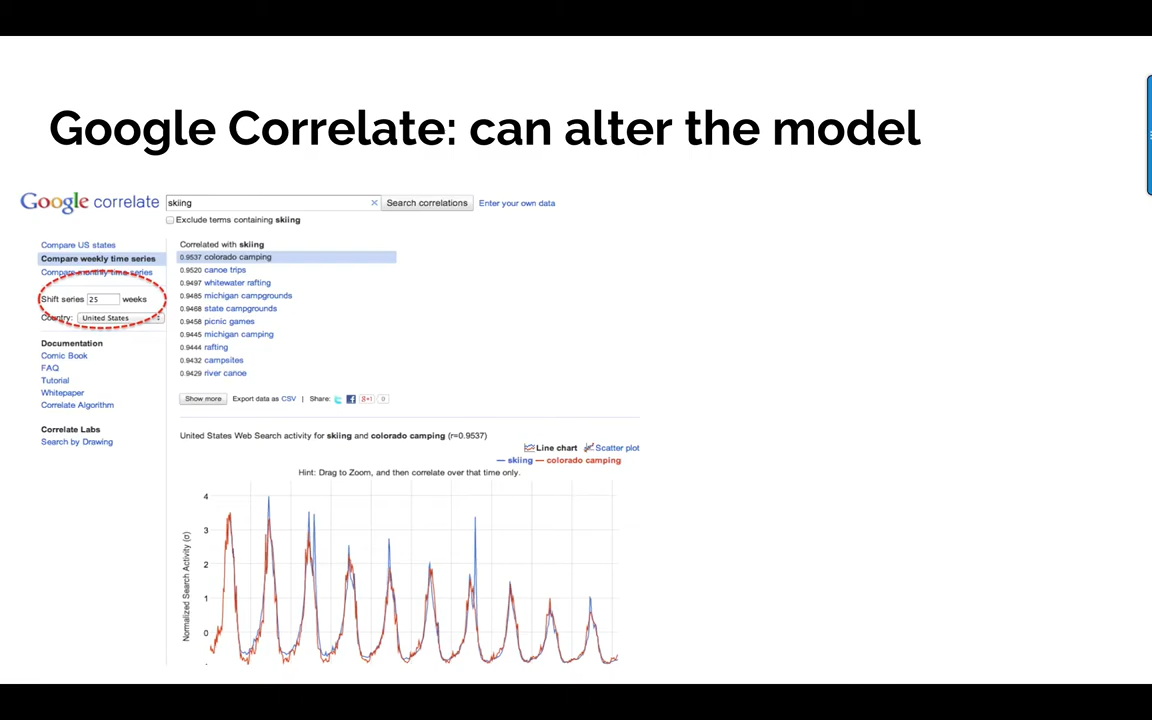 Google Correlate: can alter the model
Google correlate
skiing
Search correlations
Enter your own data
Exclude terms containing skiing
Compare US states
Compare weekly time series
Compare monthly time series
Shift series 25 weeks
Country: United States
Documentation
Comic Book
FAQ
Tutorial
Whitepaper
Correlate Algorithm
Correlate Labs
Search by Drawing
Correlated with skiing
0.9537 colorado camping
0.9520 canoe trips
0.9497 whitewater rafting
0.9485 michigan campgrounds
0.9468 state campgrounds
0.9458 picnic games
0.9445 michigan camping
0.9444 rafting
0.9432 campsites
0.9429 river canoe
Show more Export data as CSV | Share: 0
United States Web Search activity for skiing and colorado camping (r=0.9537)
Line chart Scatter plot
skiing colorado camping
Hint: Drag to Zoom, and then correlate over that time only.
Normalized Search Activity (σ)
4
3
2
1
0